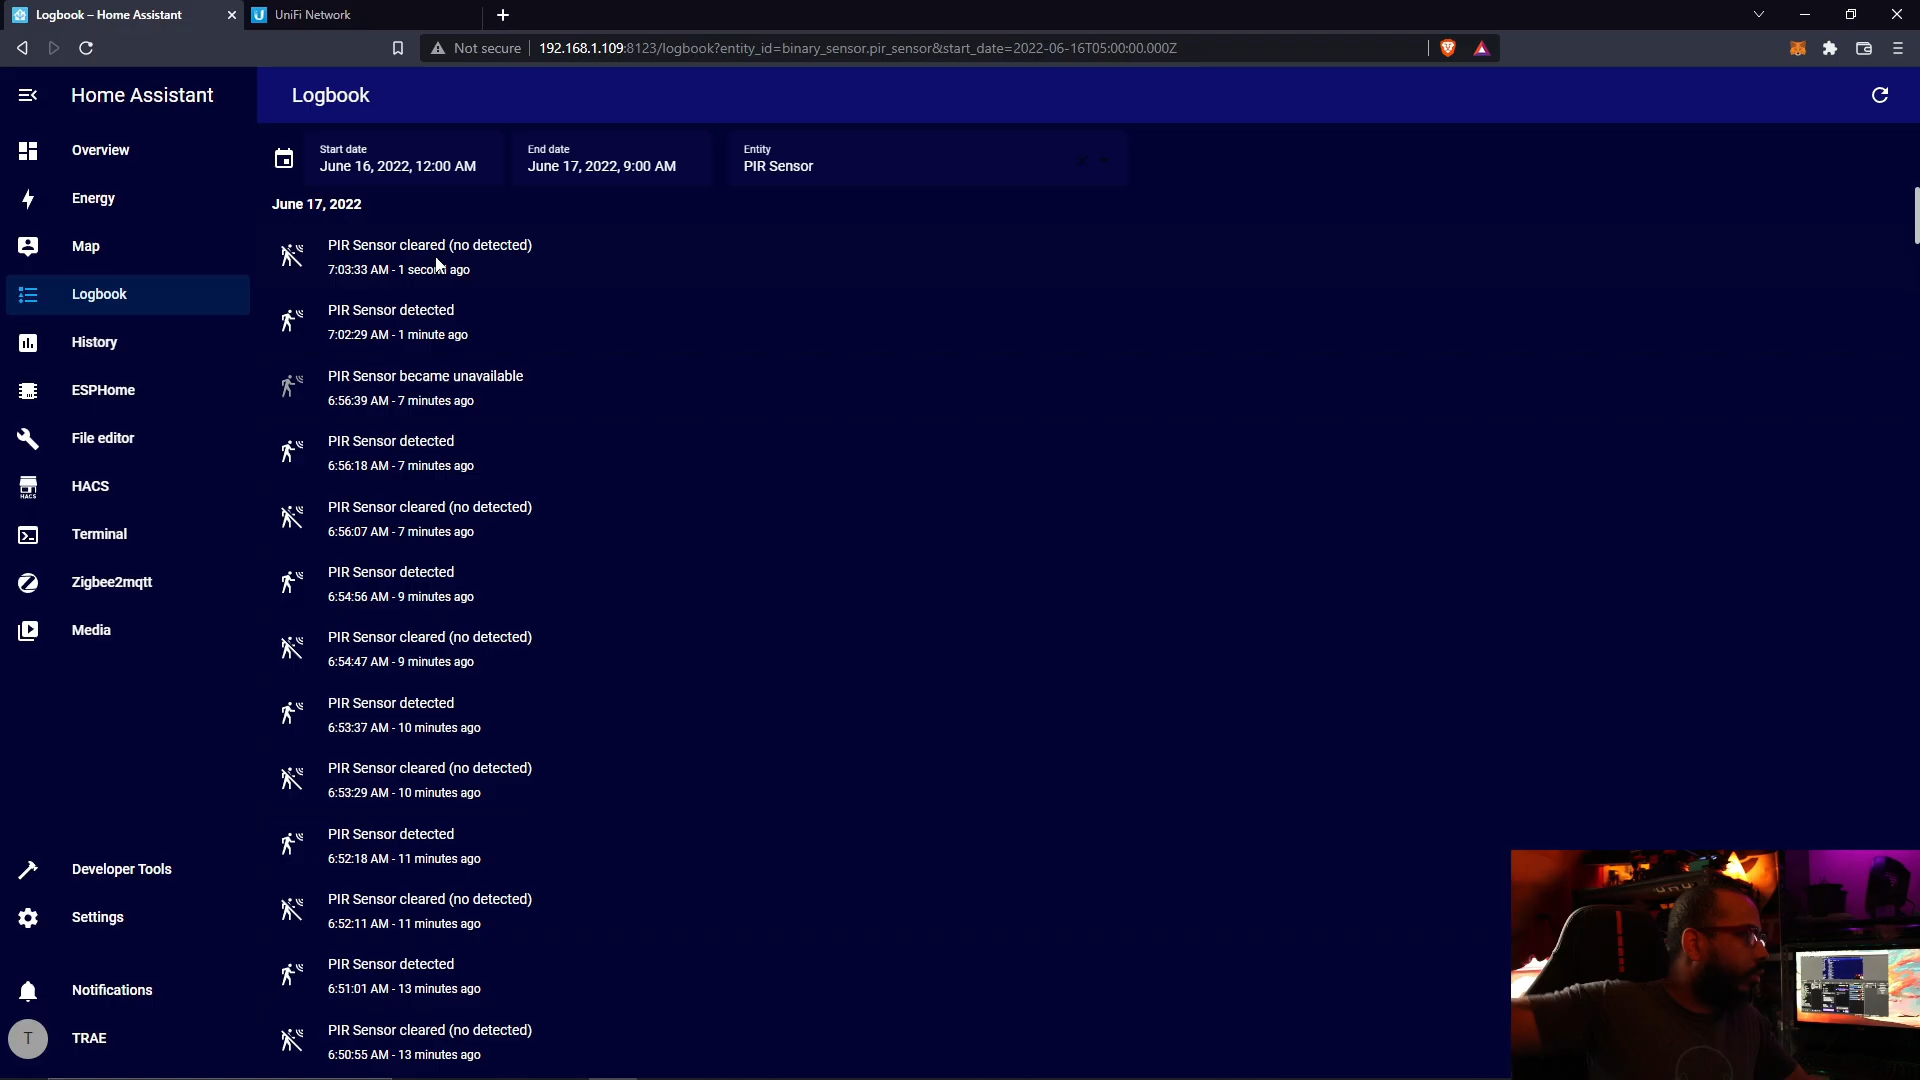 Logbook – Home Assistant
UniFi Network
Not secure
192.168.1.109:8123/logbook?entity_id=binary_sensor.pir_sensor&start_date=2022-06-16T05:00:00.000Z
Home Assistant
Logbook
Overview
Energy
Map
Logbook
History
ESPHome
File editor
HACS
HACS
Terminal
Zigbee2mqtt
Media
Developer Tools
Settings
Notifications
T
TRAE
Start date
June 16, 2022, 12:00 AM
End date
June 17, 2022, 9:00 AM
Entity
PIR Sensor
June 17, 2022
PIR Sensor cleared (no detected)
7:03:33 AM - 1 second ago
PIR Sensor detected
7:02:29 AM - 1 minute ago
PIR Sensor became unavailable
6:56:39 AM - 7 minutes ago
PIR Sensor detected
6:56:18 AM - 7 minutes ago
PIR Sensor cleared (no detected)
6:56:07 AM - 7 minutes ago
PIR Sensor detected
6:54:56 AM - 9 minutes ago
PIR Sensor cleared (no detected)
6:54:47 AM - 9 minutes ago
PIR Sensor detected
6:53:37 AM - 10 minutes ago
PIR Sensor cleared (no detected)
6:53:29 AM - 10 minutes ago
PIR Sensor detected
6:52:18 AM - 11 minutes ago
PIR Sensor cleared (no detected)
6:52:11 AM - 11 minutes ago
PIR Sensor detected
6:51:01 AM - 13 minutes ago
PIR Sensor cleared (no detected)
6:50:55 AM - 13 minutes ago